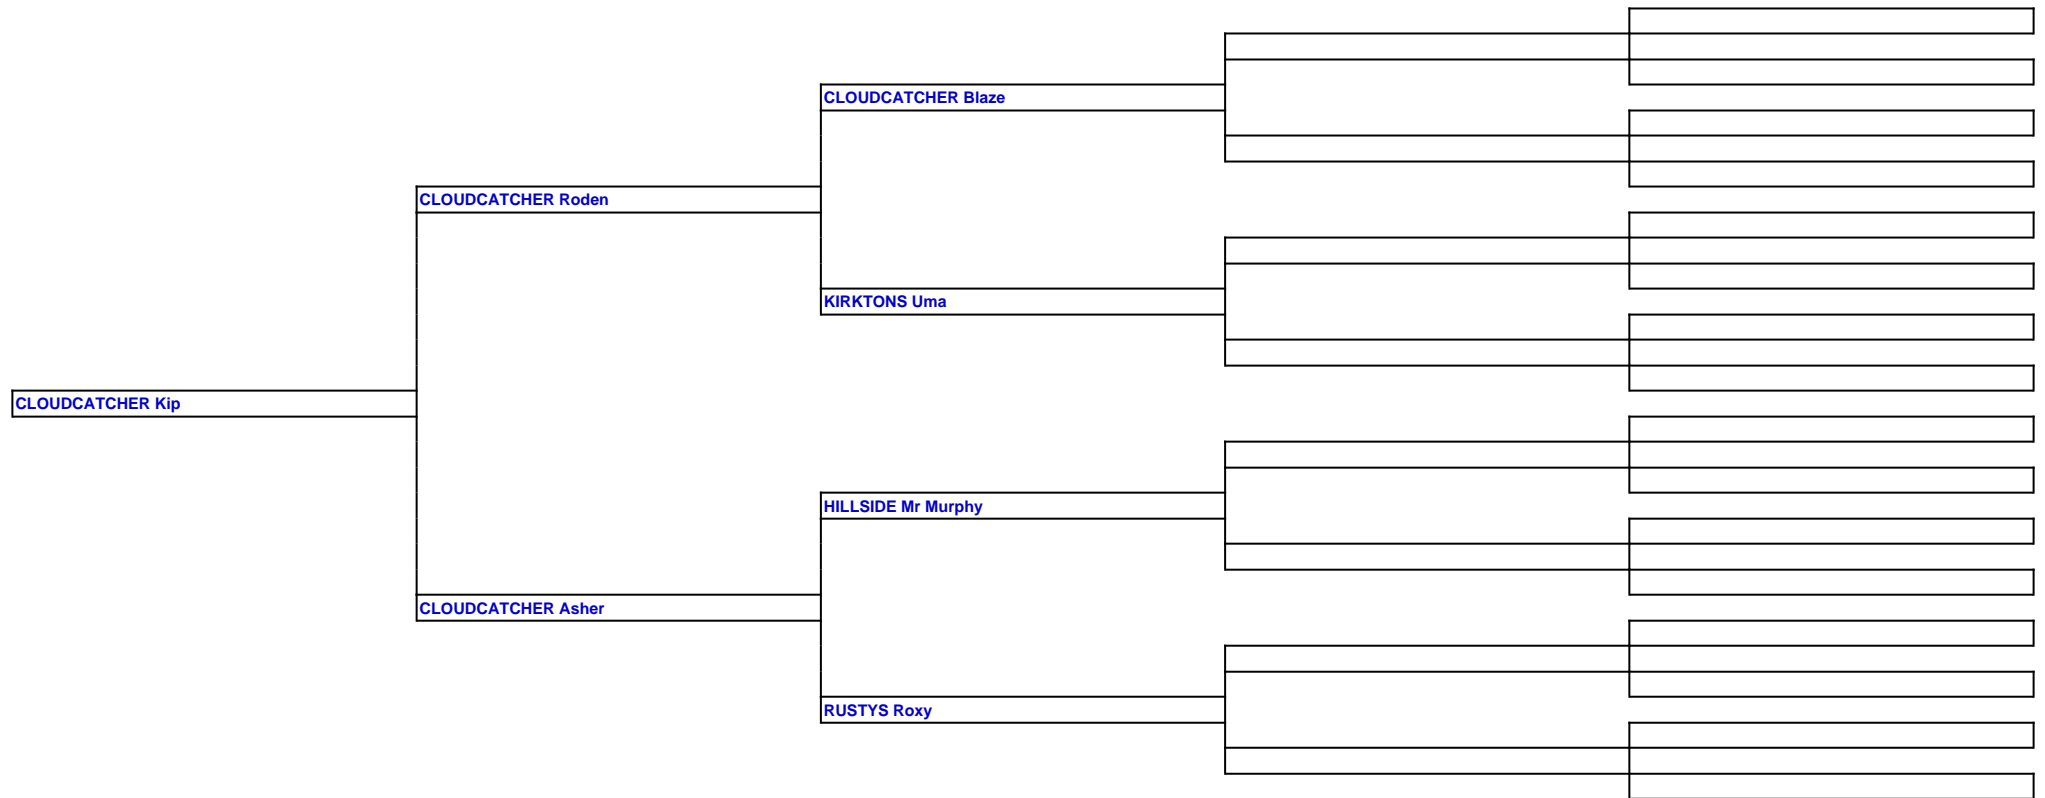 CLOUDCATCHER Blaze
CLOUDCATCHER Roden
KIRKTONS Uma
CLOUDCATCHER Kip
HILLSIDE Mr Murphy
CLOUDCATCHER Asher
RUSTYS Roxy